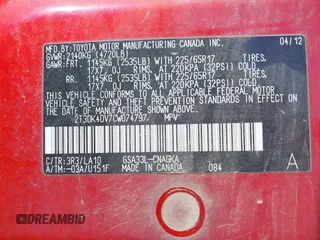 MFD. BY: TOYOTA MOTOR MANUFACTURING CANADA INC. 04/12
GVWR: 2140KG (4720LB)
GAWR: FRT. 1145KG (2535LB) WITH 225/65R17 TIRES,
17X7 0J RIMS, AT 220KPA (32PSI) COLD
RR. 1145KG (2535LB) WITH 225/65R17 TIRES,
17X7 0J RIMS, AT 220KPA (32PSI) COLD
THIS VEHICLE CONFORMS TO ALL APPLICABLE FEDERAL MOTOR
VEHICLE SAFETY STANDARDS IN EFFECT ON THE DATE OF
MANUFACTURE SHOWN ABOVE.
2T3DK4DV7CW074797 MPV
C/TR: 3R3/LA10 GSA33L-CNAGKA A
A/TM: -03A/U151F MADE IN CANADA 084
DREAMBID